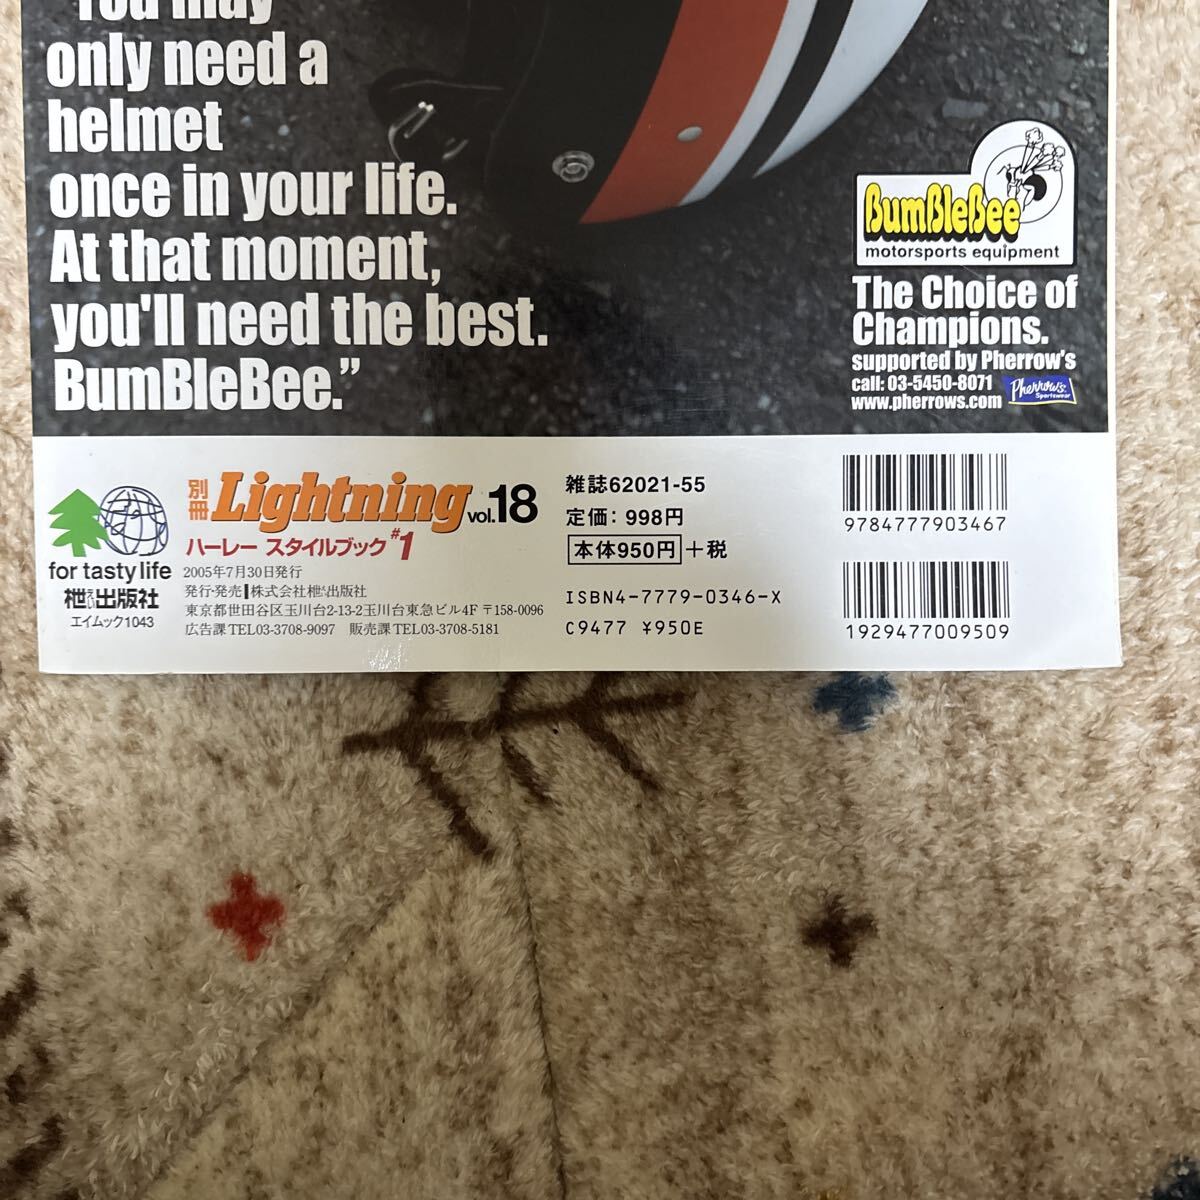 "You may
only need a
helmet
once in your life.
At that moment,
you'll need the best.
BumBleBee."
BumBleBee
motorsports equipment
The Choice of
Champions.
supported by Pherrow's
call: 03-5450-8071
www.pherrows.com
Pherrow's
Sportswear
for tasty life
枻出版社
えい
エイムック1043
別冊 Lightning vol.18
ハーレー スタイルブック #1
2005年7月30日発行
発行・発売 株式会社枻出版社
東京都世田谷区玉川台2-13-2玉川台東急ビル4F 〒158-0096
広告課 TEL03-3708-9097 販売課TEL03-3708-5181
雑誌62021-55
定価:998円
本体950円+税
ISBN4-7779-0346-X
C9477 ¥950E
9784777903467
1929477009509